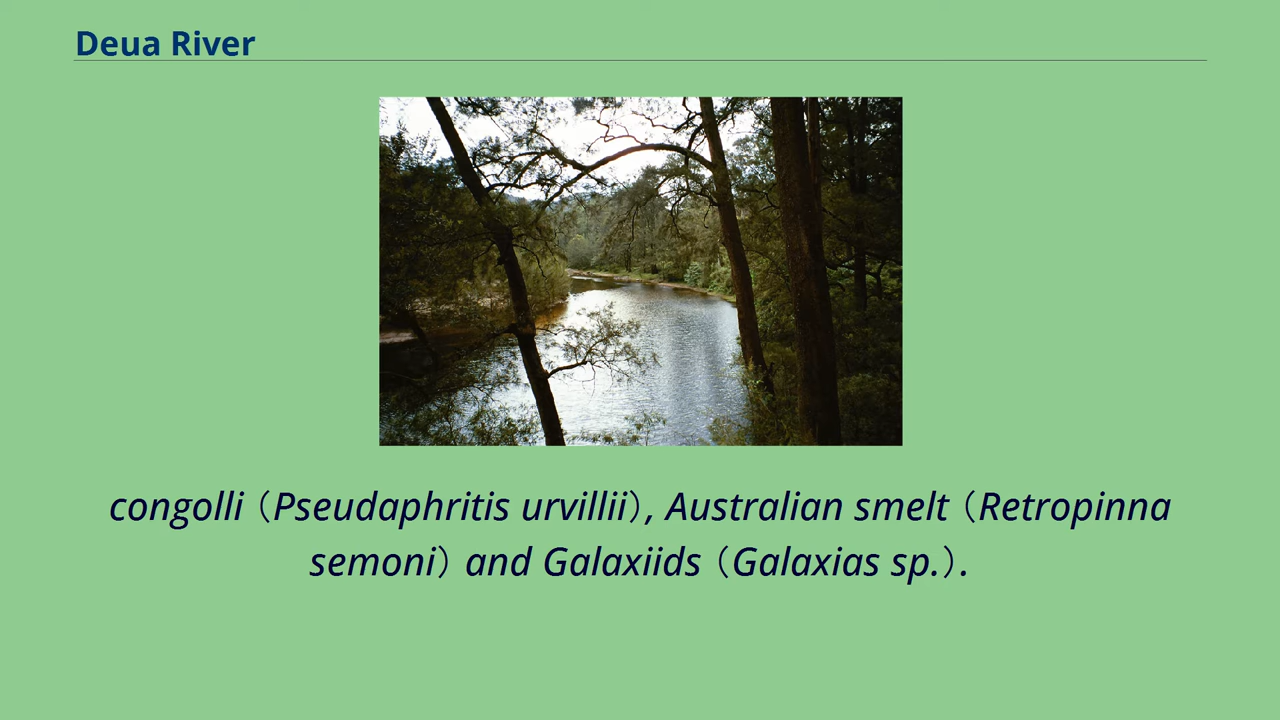 Deua River
congolli（Pseudaphritis urvillii）, Australian smelt（Retropinna
semoni）and Galaxiids（Galaxias sp.）.